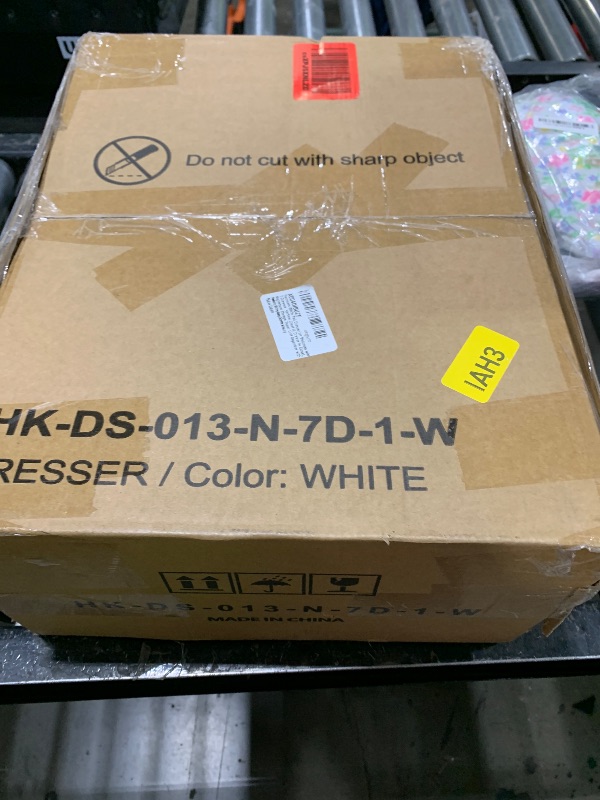 Do not cut with sharp object
IAH3
HK-DS-013-N-7D-1-W
RESSER / Color: WHITE
HK-DS-013-N-7D-1-W
MADE IN CHINA